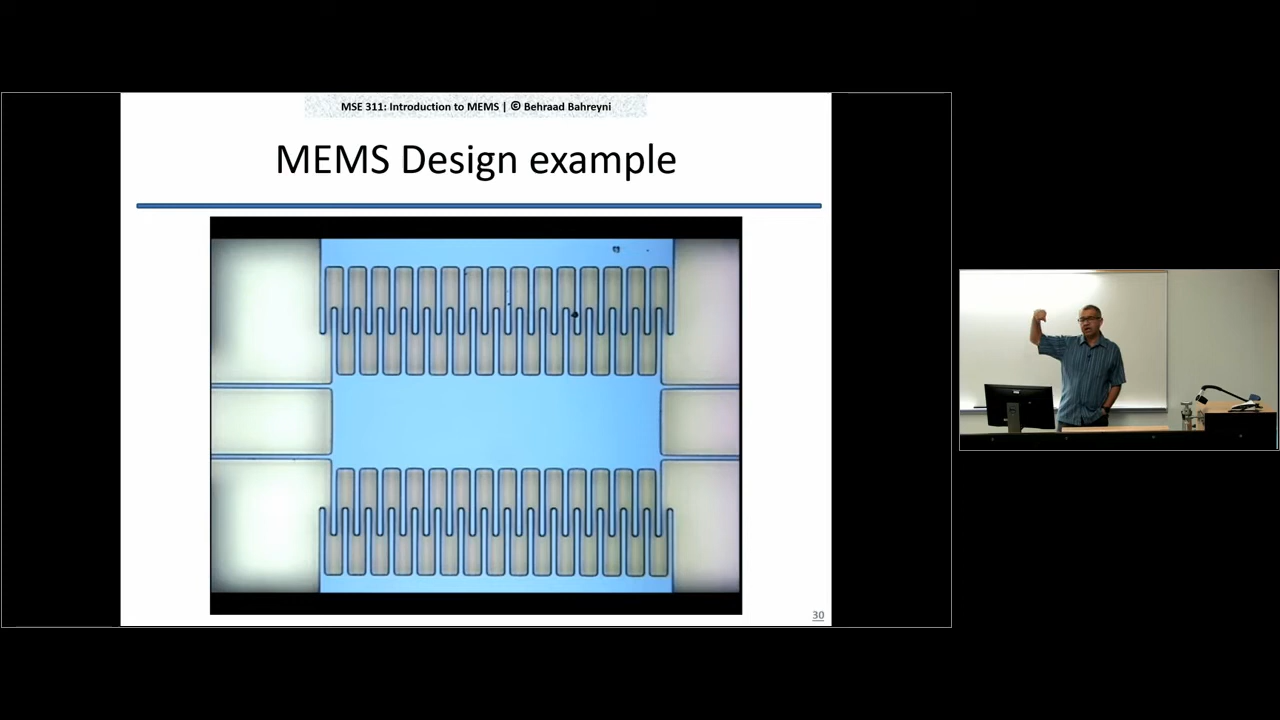 MSE 311: Introduction to MEMS | © Behraad Bahreyni
MEMS Design example
30